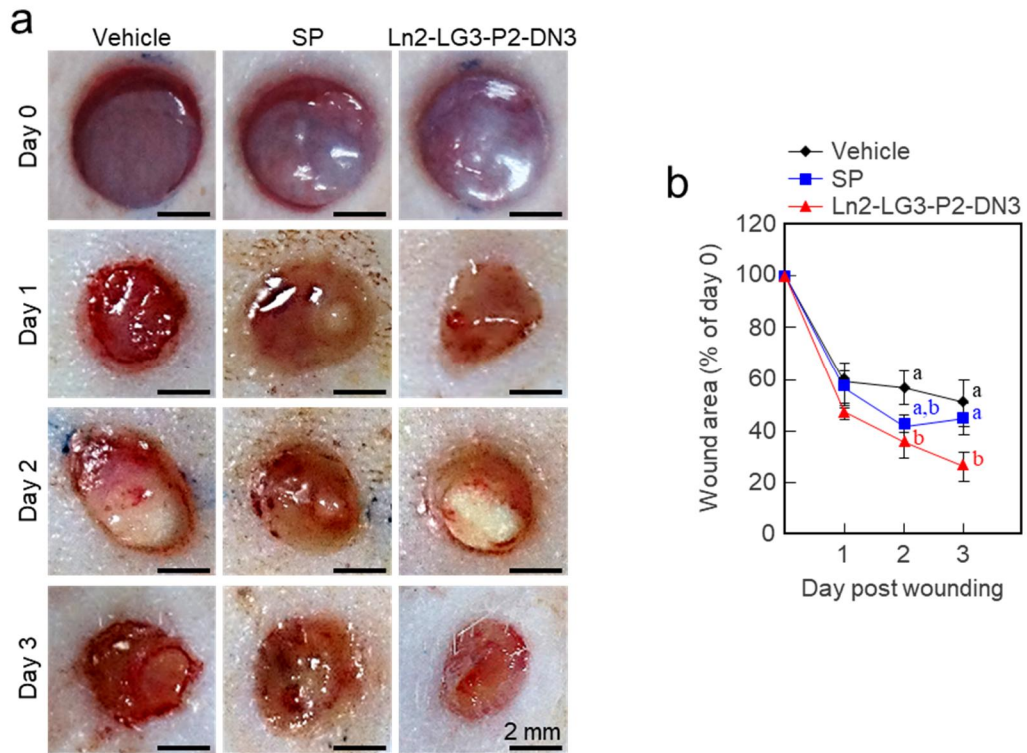 a
Vehicle SP Ln2-LG3-P2-DN3
Day 0
Day 1
Day 2
Day 3
2 mm
b
Vehicle
SP
Ln2-LG3-P2-DN3
Wound area (% of day 0)
120
100
80
60
40
20
0
a
a,b
b
a
a
b
1 2 3
Day post wounding